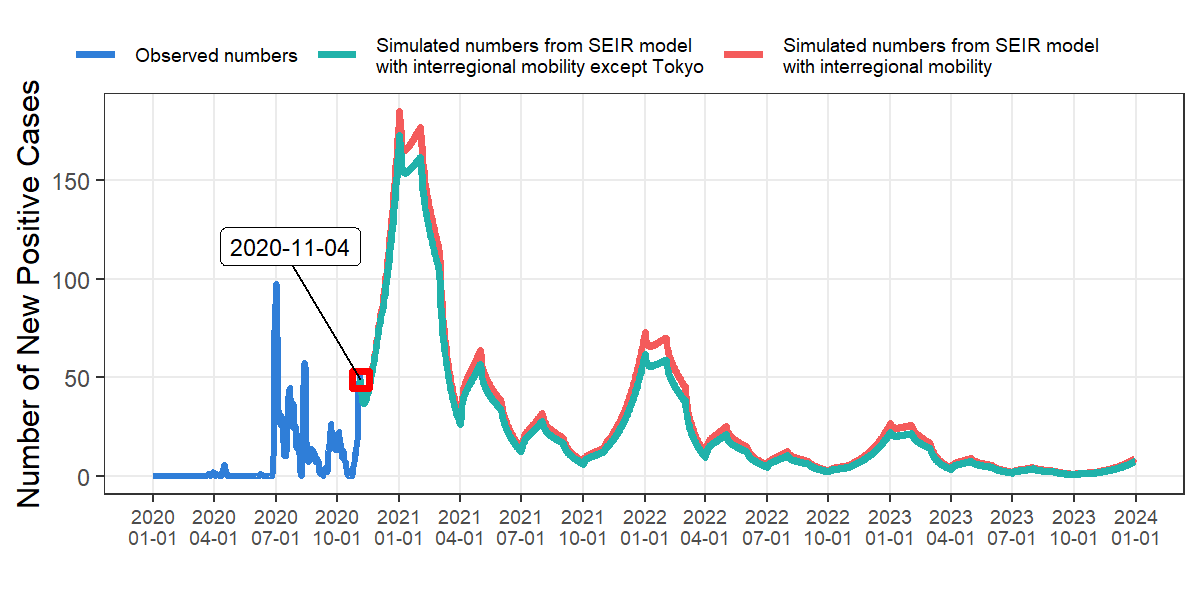 Observed numbers
Simulated numbers from SEIR model
with interregional mobility except Tokyo
Simulated numbers from SEIR model
with interregional mobility
Number of New Positive Cases
150
100
50
0
2020-11-04
2020 2020 2020 2020 2021 2021 2021 2021 2022 2022 2022 2022 2023 2023 2023 2023 2024
01-01 04-01 07-01 10-01 01-01 04-01 07-01 10-01 01-01 04-01 07-01 10-01 01-01 04-01 07-01 10-01 01-01